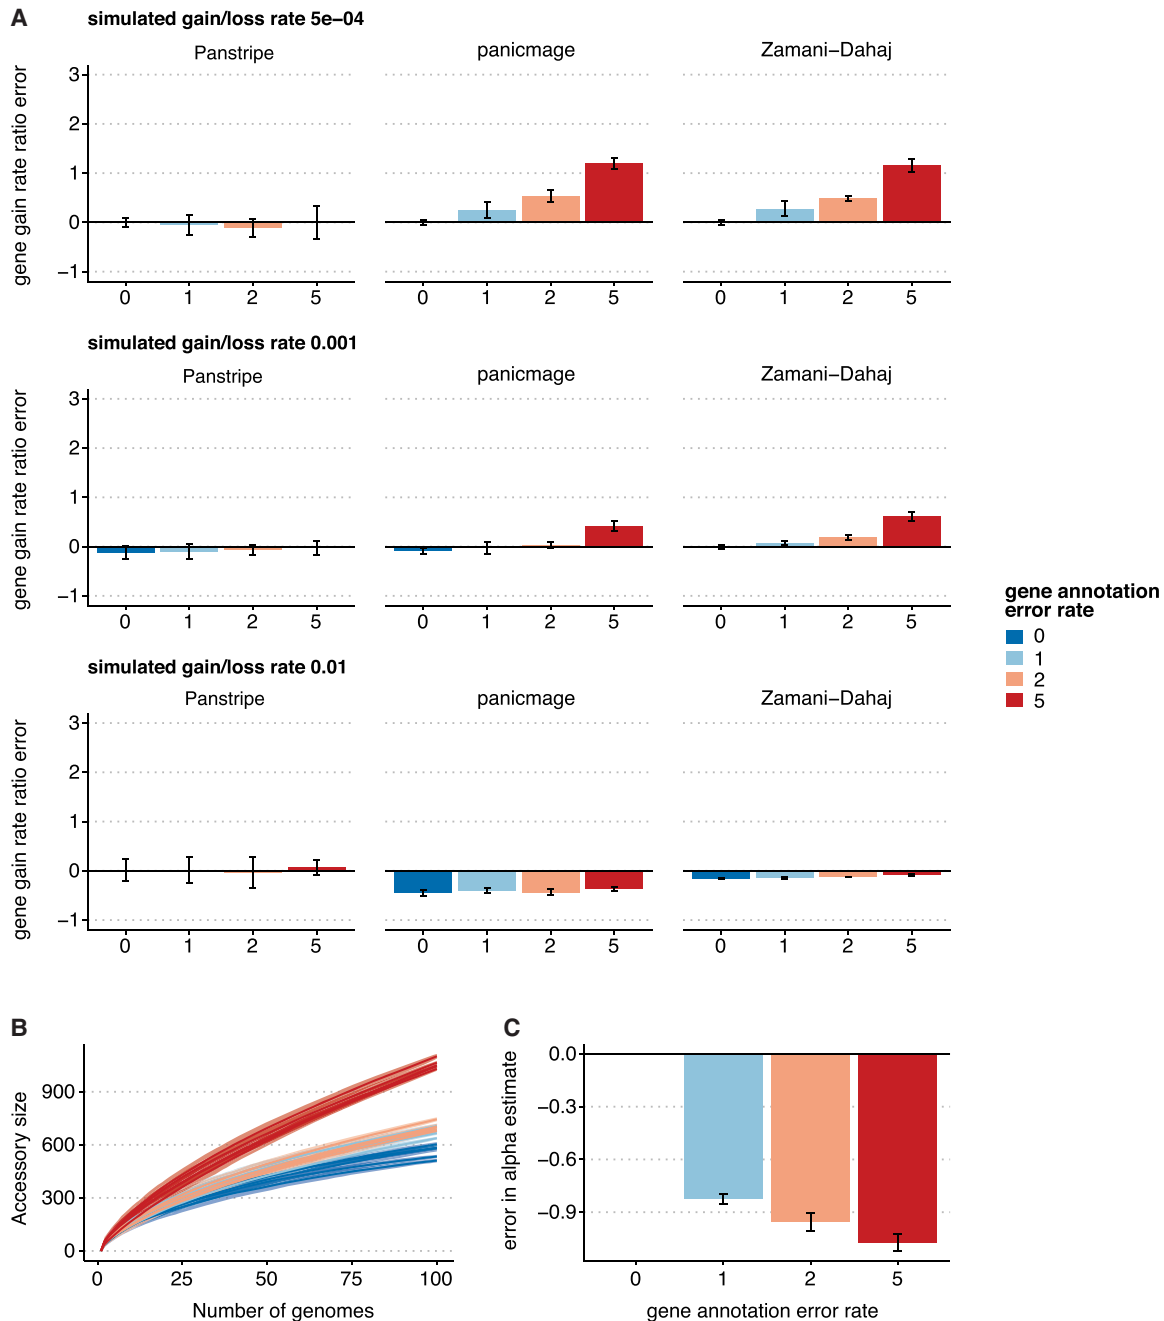 A
simulated gain/loss rate 5e−04
Panstripe
panicmage
Zamani−Dahaj
gene gain rate ratio error
3
2
1
0
−1
0 1 2 5
0 1 2 5
0 1 2 5
simulated gain/loss rate 0.001
Panstripe
panicmage
Zamani−Dahaj
gene gain rate ratio error
3
2
1
0
−1
0 1 2 5
0 1 2 5
0 1 2 5
gene annotation
error rate
0
1
2
5
simulated gain/loss rate 0.01
Panstripe
panicmage
Zamani−Dahaj
gene gain rate ratio error
3
2
1
0
−1
0 1 2 5
0 1 2 5
0 1 2 5
B
Accessory size
900
600
300
0
0 25 50 75 100
Number of genomes
C
error in alpha estimate
0.0
−0.3
−0.6
−0.9
0 1 2 5
gene annotation error rate